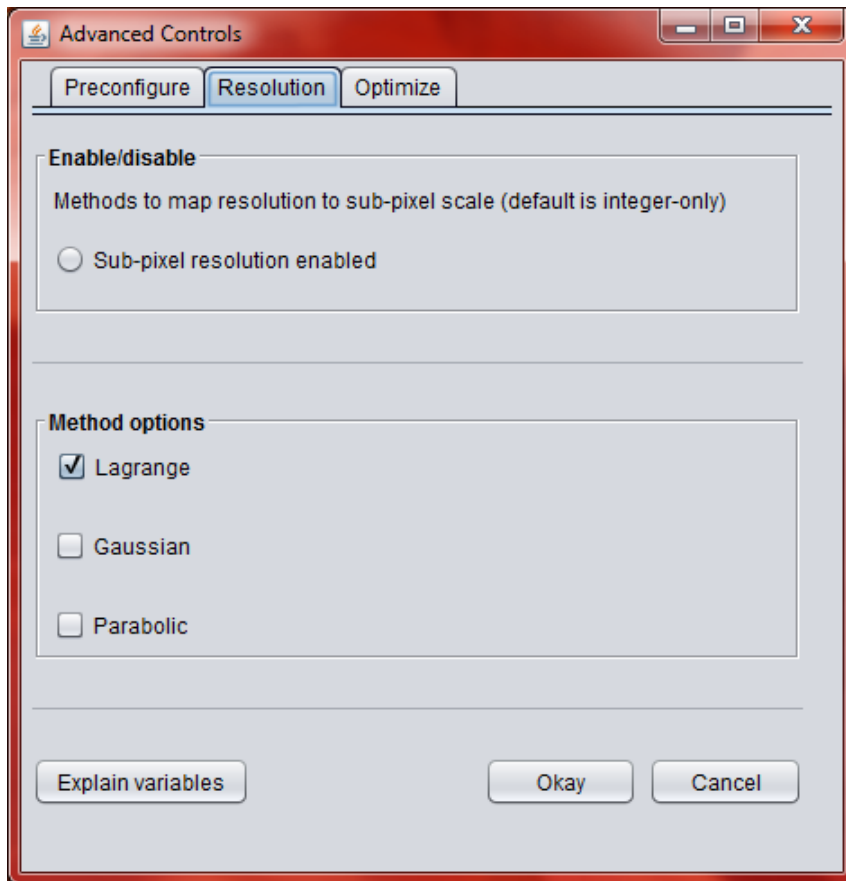 Advanced Controls
Preconfigure Resolution Optimize
Enable/disable
Methods to map resolution to sub-pixel scale (default is integer-only)
Sub-pixel resolution enabled
Method options
Lagrange
Gaussian
Parabolic
Explain variables Okay Cancel